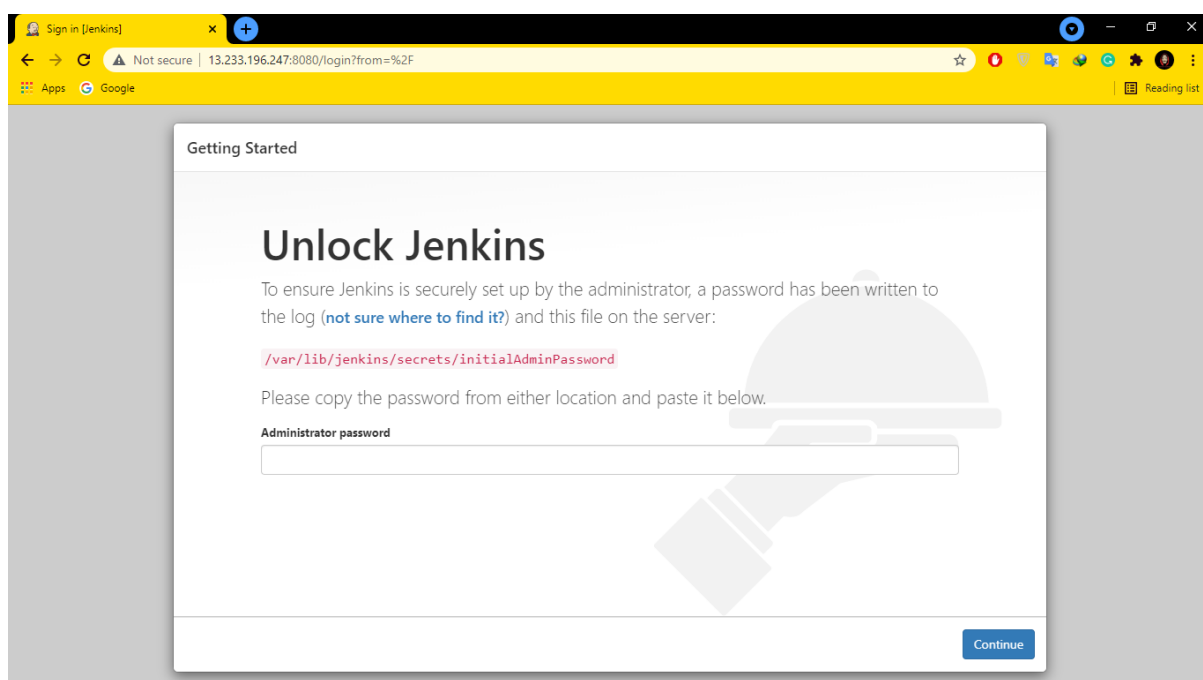 Sign in [Jenkins]
Not secure | 13.233.196.247:8080/login?from=%2F
Apps Google Reading list
Getting Started
Unlock Jenkins
To ensure Jenkins is securely set up by the administrator, a password has been written to
the log (not sure where to find it?) and this file on the server:
/var/lib/jenkins/secrets/initialAdminPassword
Please copy the password from either location and paste it below.
Administrator password
Continue